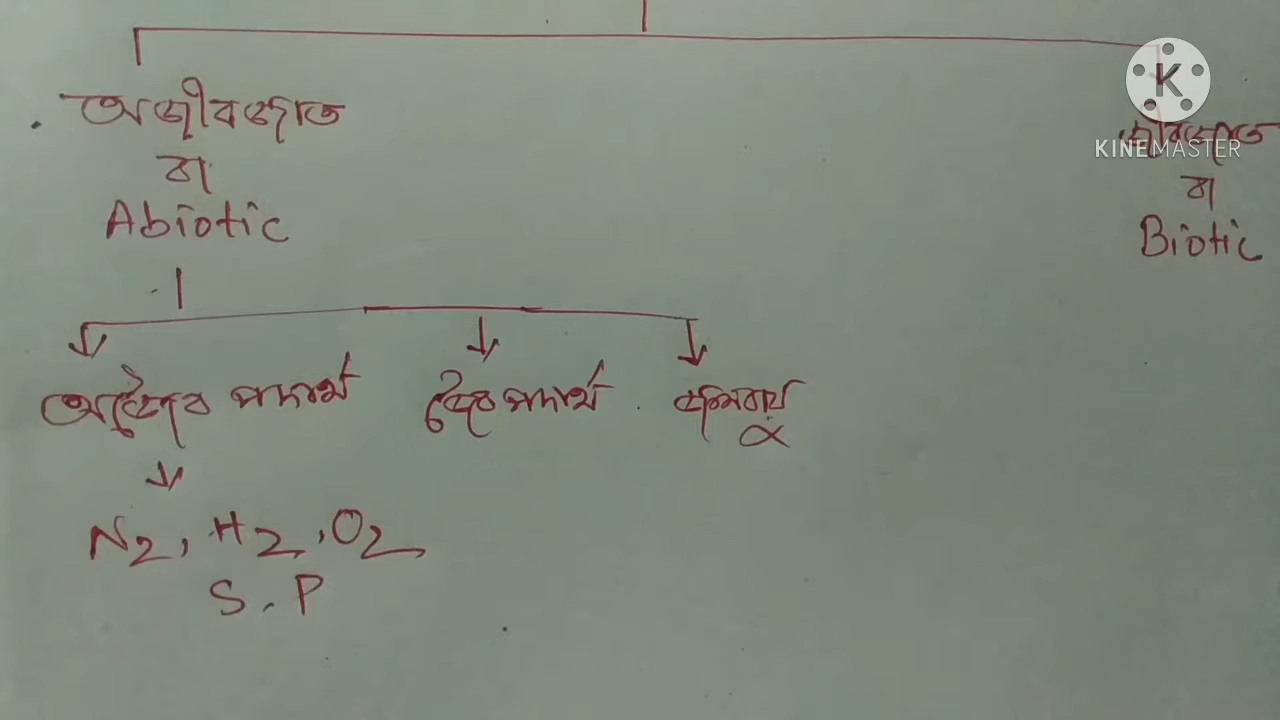 অজীবজাত
বা
Abiotic
K
KINEMASTER
জীবজাত
বা
Biotic
অজৈব পদার্থ
জৈব পদার্থ
জলবায়ু
N2, H2, O2,
S, P